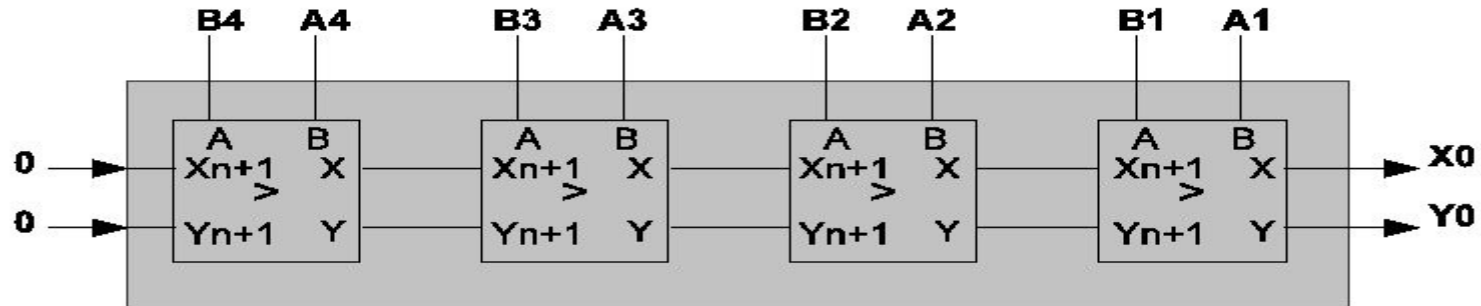 B4 A4 B3 A3 B2 A2 B1 A1
A B A B A B A B
0 Xn+1 X Xn+1 X Xn+1 X Xn+1 X X0
> > > >
0 Yn+1 Y Yn+1 Y Yn+1 Y Yn+1 Y Y0